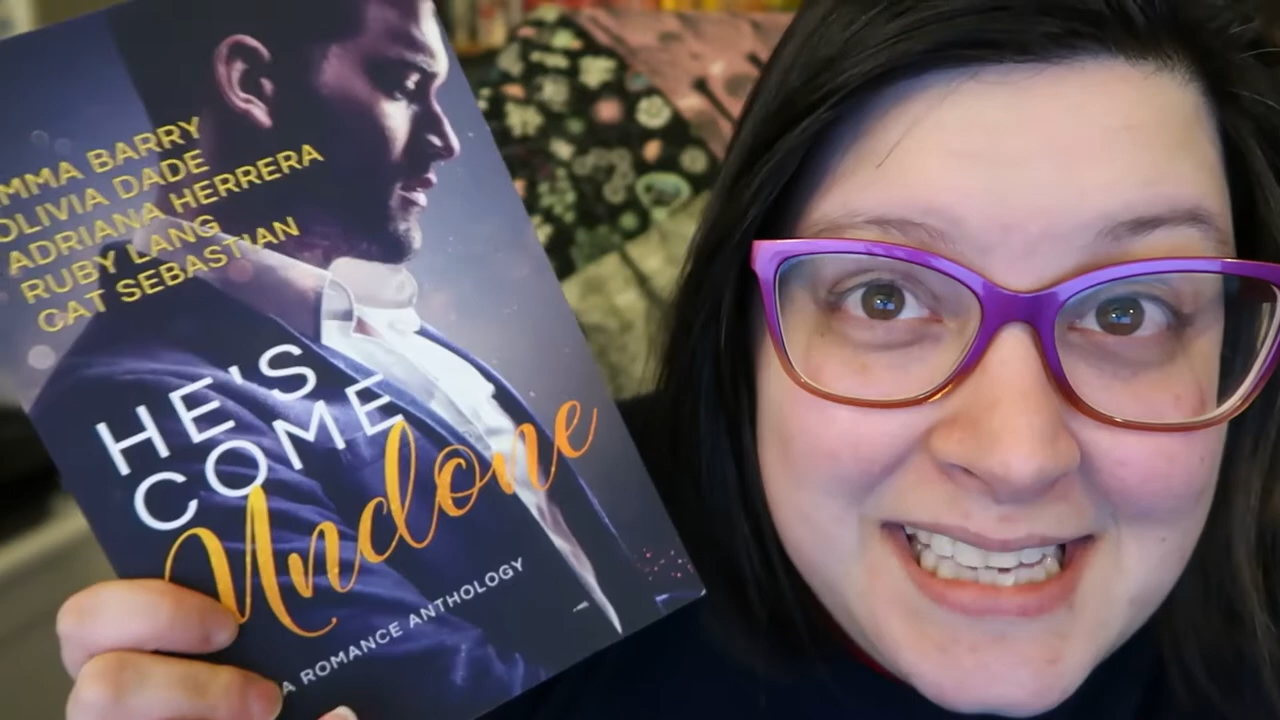 MMA BARRY
OLIVIA DADE
ADRIANA HERRERA
RUBY LANG
CAT SEBASTIAN
HE'S
COME
Undone
A ROMANCE ANTHOLOGY